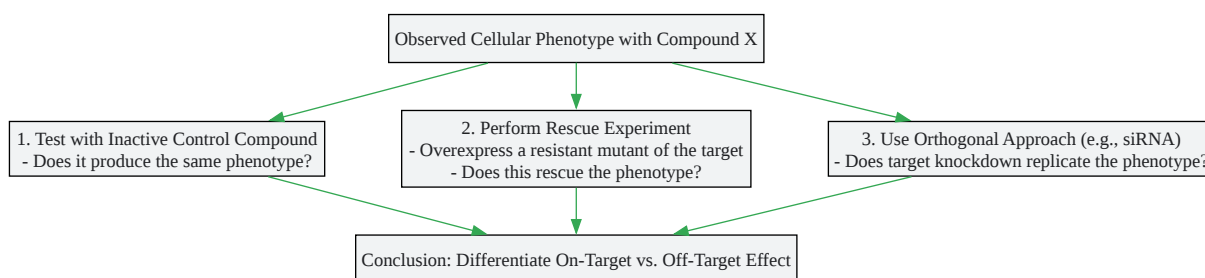 Observed Cellular Phenotype with Compound X
1. Test with Inactive Control Compound
- Does it produce the same phenotype?
2. Perform Rescue Experiment
- Overexpress a resistant mutant of the target
- Does this rescue the phenotype?
3. Use Orthogonal Approach (e.g., siRNA)
- Does target knockdown replicate the phenotype?
Conclusion: Differentiate On-Target vs. Off-Target Effect